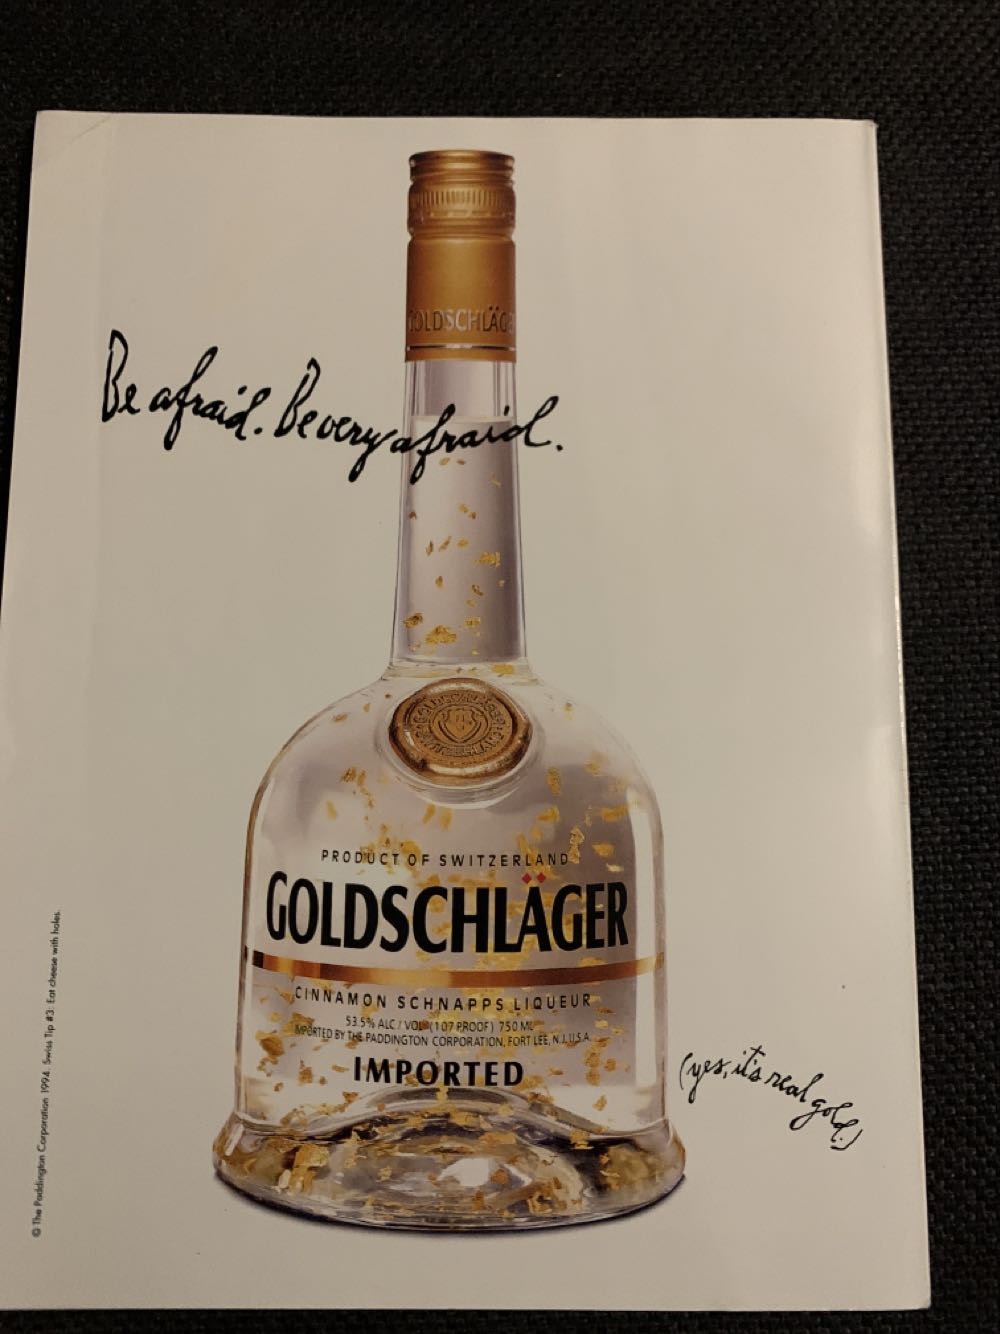 GOLDSCHLÄG
Be afraid. Be very afraid.
PRODUCT OF SWITZERLAND
GOLDSCHLÄGER
CINNAMON SCHNAPPS LIQUEUR
53.5% ALC / VOL (107 PROOF) 750 ML
IMPORTED BY THE PADDINGTON CORPORATION, FORT LEE, N.J. U.S.A.
IMPORTED
(yes, it's real gold.)
© The Paddington Corporation 1994. Swiss Tip #3: Eat cheese with holes.